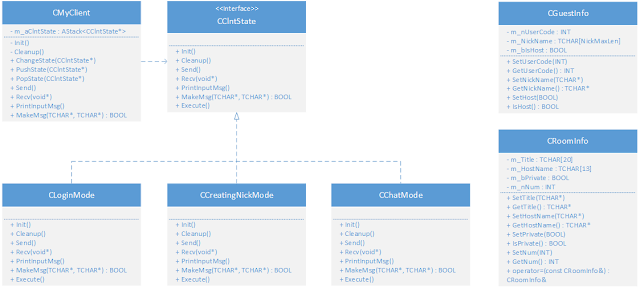 CMyClient
- m_aClntState : AStack<CClntState*>
- Init()
- Cleanup()
+ ChangeState(CClntState*)
+ PushState(CClntState*)
+ PopState(CClntState*)
+ Send()
+ Recv(void*)
+ PrintInputMsg()
+ MakeMsg(TCHAR*, TCHAR*) : BOOL
<<Interface>>
CClntState
+ Init()
+ Cleanup()
+ Send()
+ Recv(void*)
+ PrintInputMsg()
+ MakeMsg(TCHAR*, TCHAR*) : BOOL
+ Execute()
CGuestInfo
- m_nUserCode : INT
- m_NickName : TCHAR[NickMaxLen]
- m_bIsHost : BOOL
+ SetUserCode(INT)
+ GetUserCode() : INT
+ SetNickName(TCHAR*)
+ GetNickName() : TCHAR*
+ SetHost(BOOL)
+ IsHost() : BOOL
CRoomInfo
- m_Title : TCHAR[20]
- m_HostName : TCHAR[13]
- m_bPrivate : BOOL
- m_nNum : INT
+ SetTitle(TCHAR*)
+ GetTitle() : TCHAR*
+ SetHostName(TCHAR*)
+ GetHostName() : TCHAR*
+ SetPrivate(BOOL)
+ IsPrivate() : BOOL
+ SetNum(INT)
+ GetNum() : INT
+ operator=(const CRoomInfo&) :
CRoomInfo&
CLoginMode
+ Init()
+ Cleanup()
+ Send()
+ Recv(void*)
+ PrintInputMsg()
+ MakeMsg(TCHAR*, TCHAR*) : BOOL
+ Execute()
CCreatingNickMode
+ Init()
+ Cleanup()
+ Send()
+ Recv(void*)
+ PrintInputMsg()
+ MakeMsg(TCHAR*, TCHAR*) : BOOL
+ Execute()
CChatMode
+ Init()
+ Cleanup()
+ Send()
+ Recv(void*)
+ PrintInputMsg()
+ MakeMsg(TCHAR*, TCHAR*) : BOOL
+ Execute()